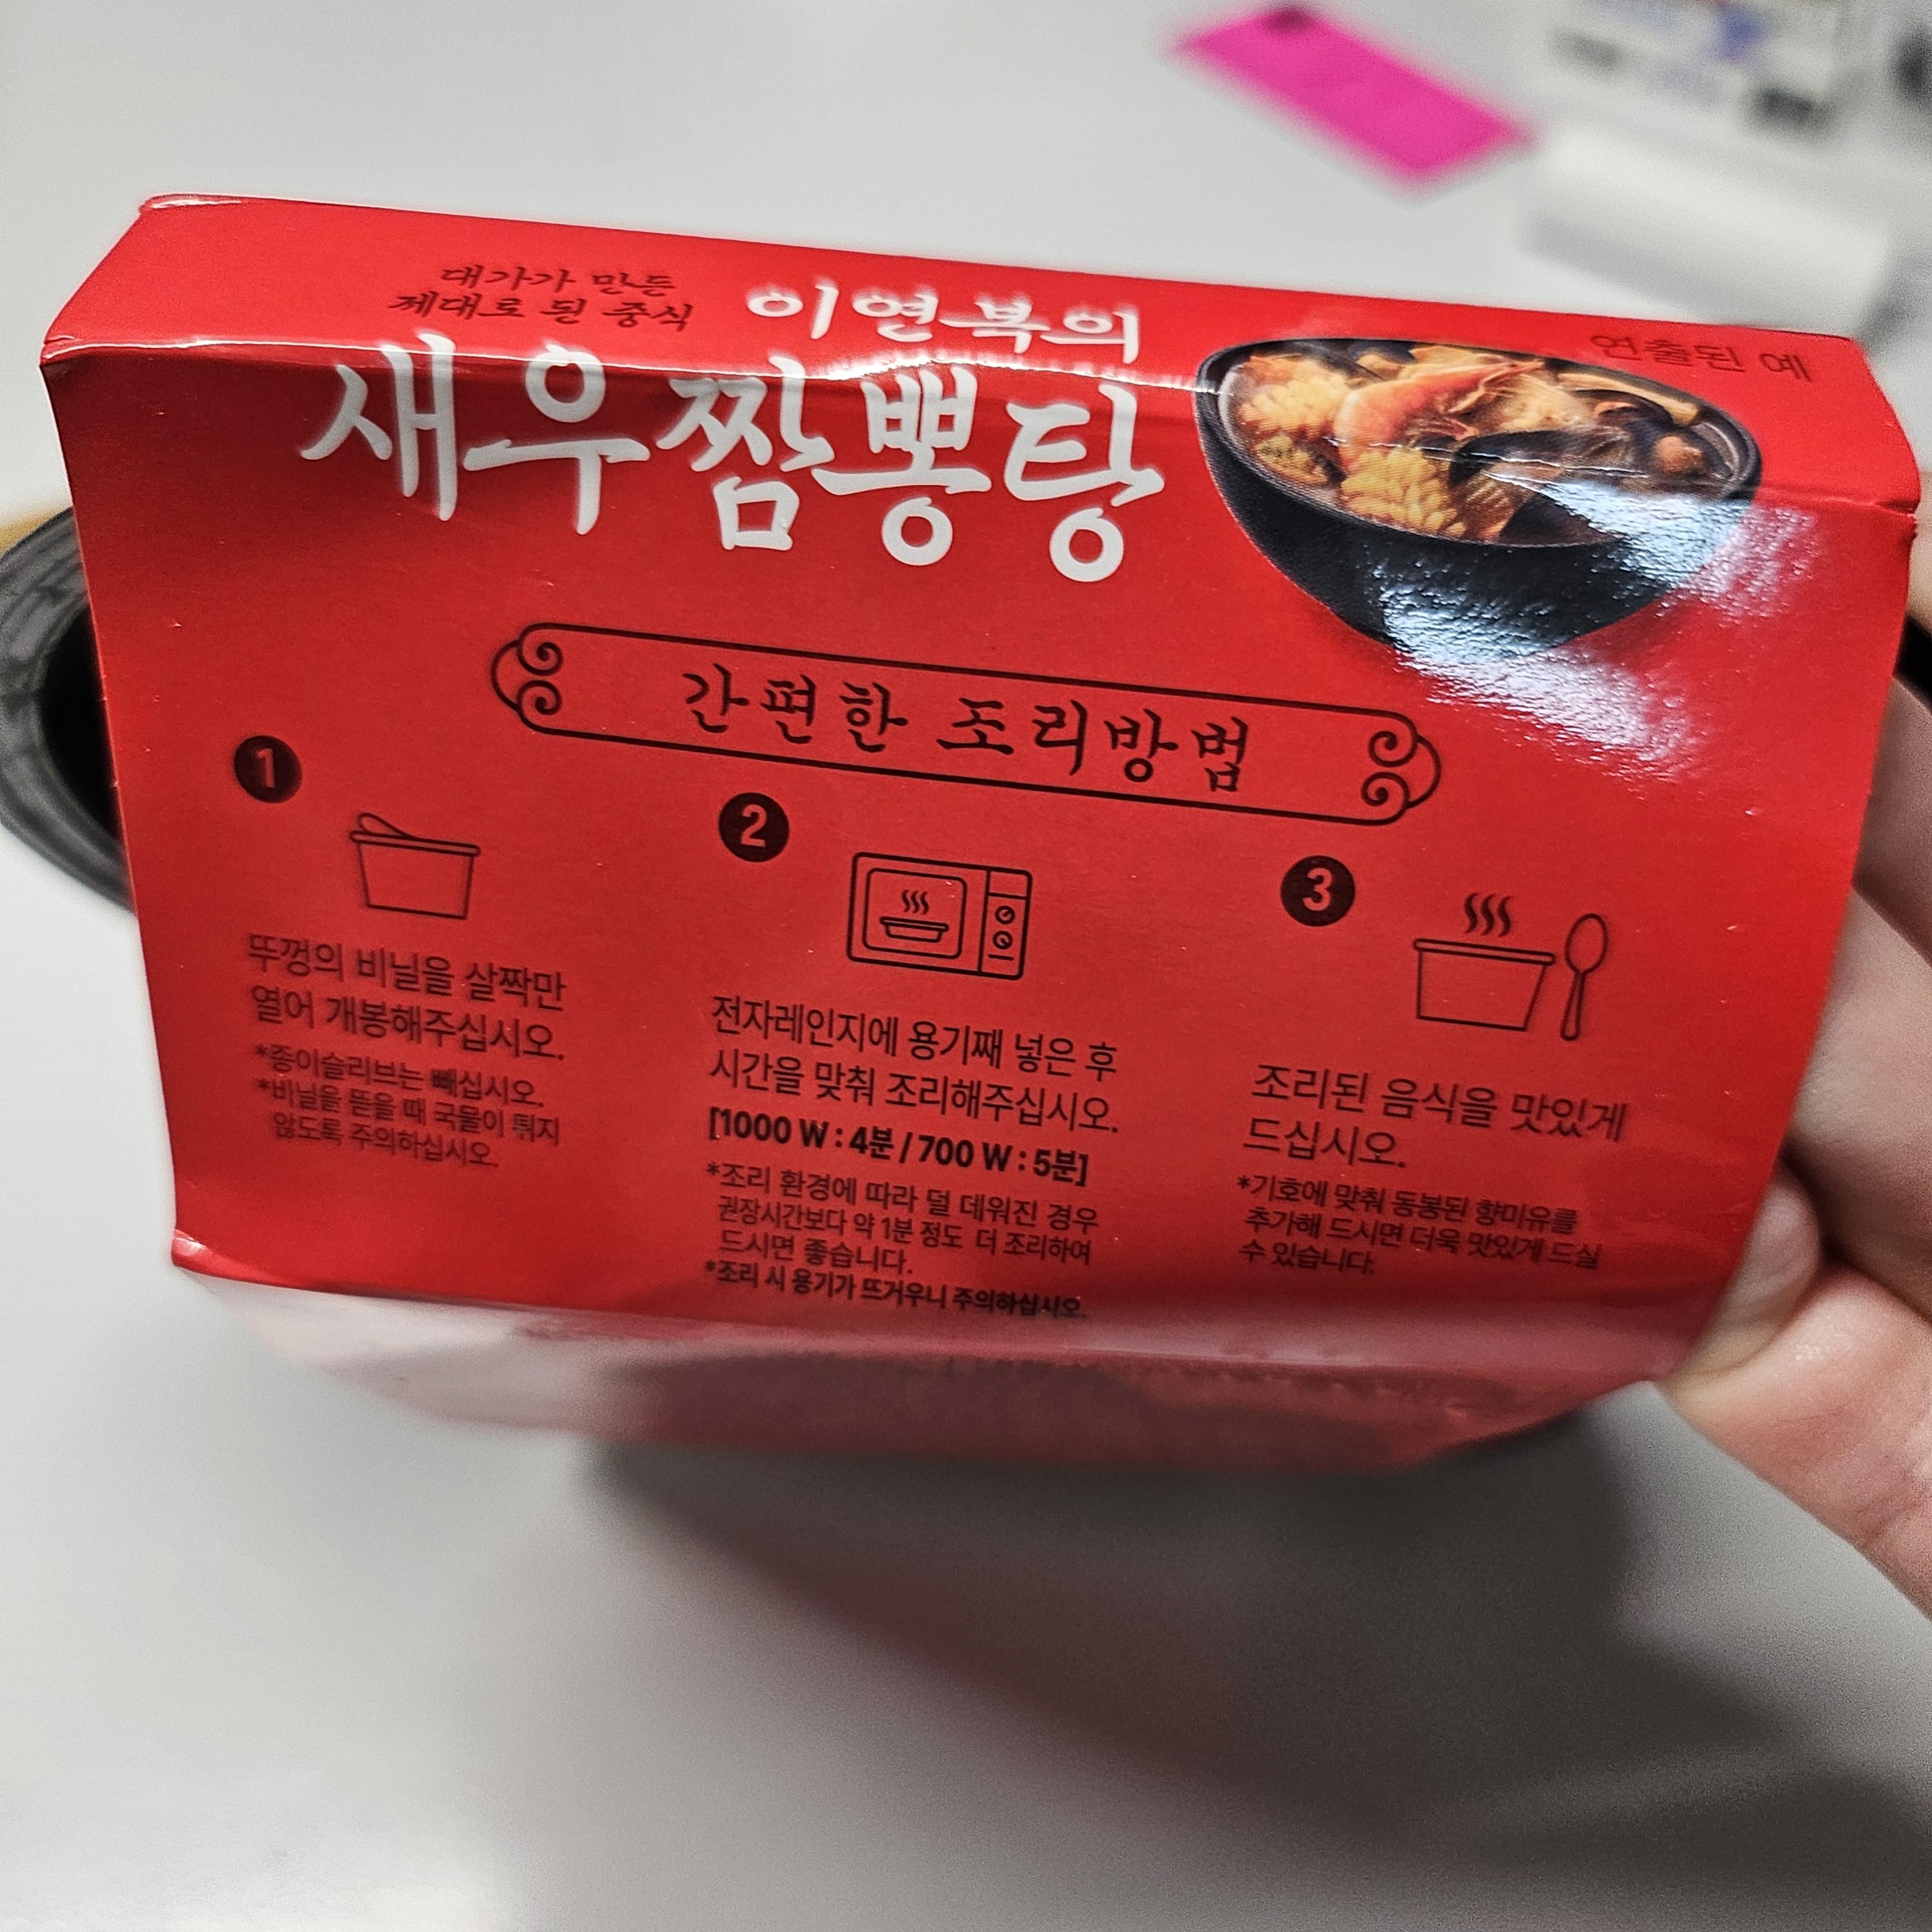 대가가 만든
제대로 된 중식
이연복의
새우짬뽕탕
연출된 예
간편한 조리방법
1
뚜껑의 비닐을 살짝만
열어 개봉해주십시오.
*종이슬리브는 빼십시오.
*비닐을 뜯을 때 국물이 튀지
않도록 주의하십시오.
2
전자레인지에 용기째 넣은 후
시간을 맞춰 조리해주십시오.
[1000 W : 4분 / 700 W : 5분]
*조리 환경에 따라 덜 데워진 경우
권장시간보다 약 1분 정도 더 조리하여
드시면 좋습니다.
*조리 시 용기가 뜨거우니 주의하십시오.
3
조리된 음식을 맛있게
드십시오.
*기호에 맞춰 동봉된 향미유를
추가해 드시면 더욱 맛있게 드실
수 있습니다.